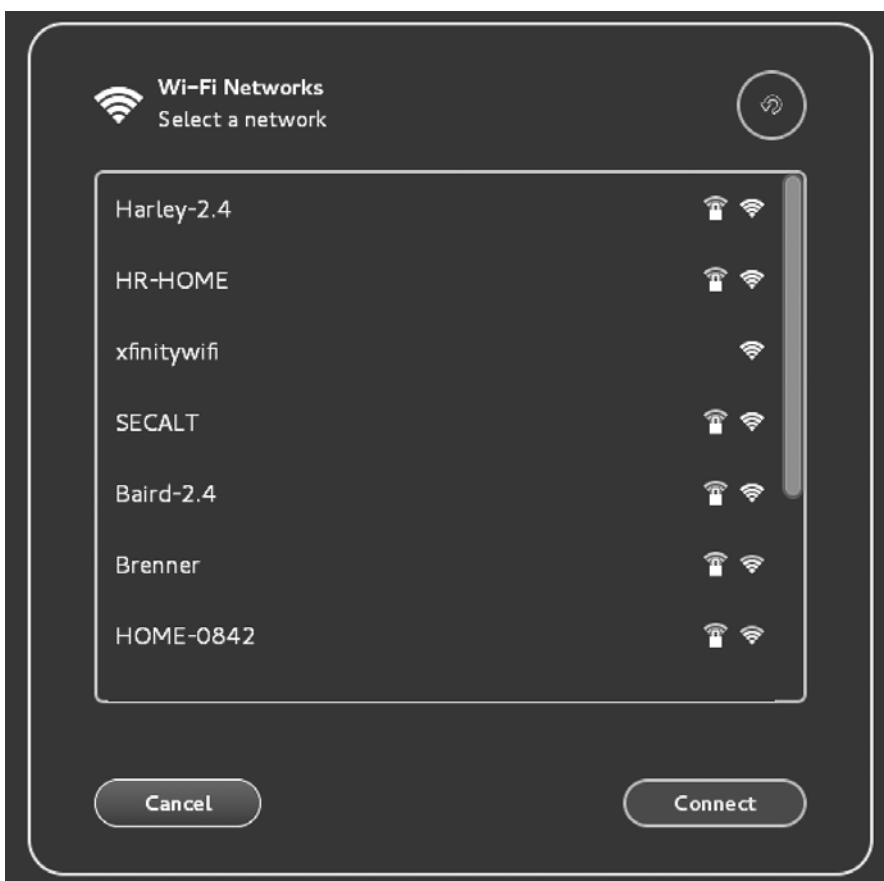 Wi-Fi Networks
Select a network
Harley-2.4
HR-HOME
xfinitywifi
SECALT
Baird-2.4
Brenner
HOME-0842
Cancel
Connect